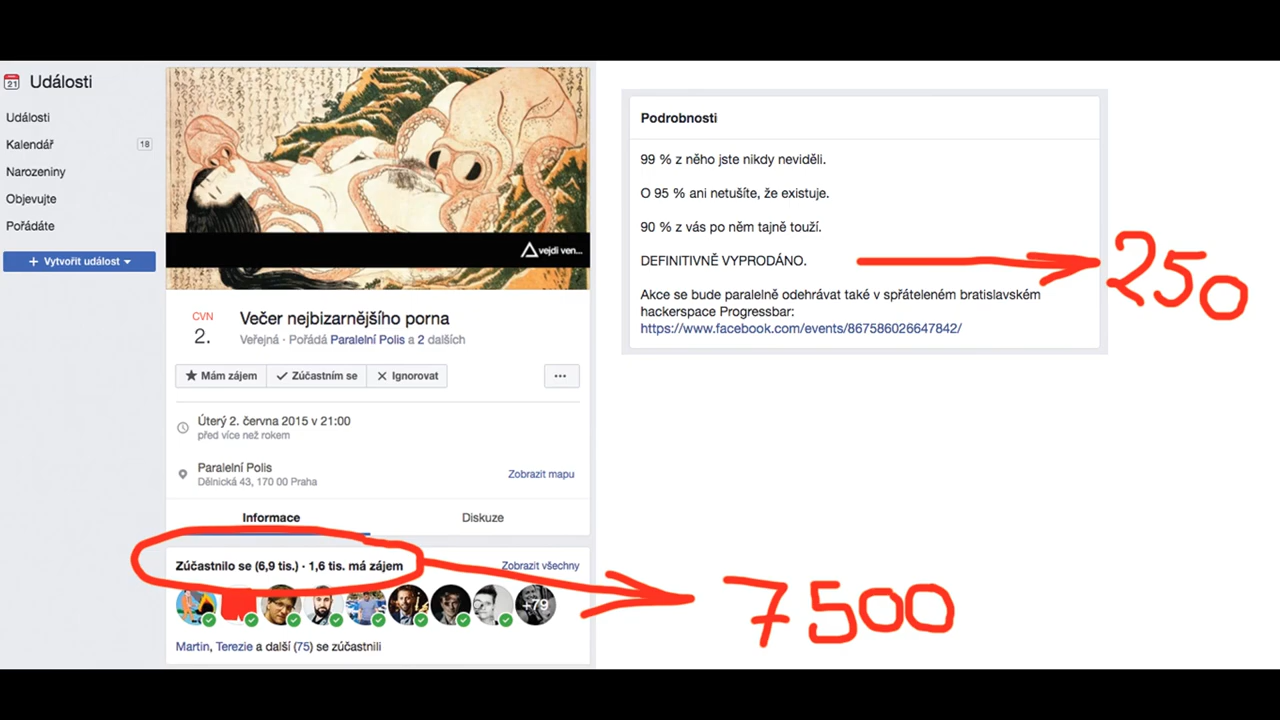 21 Události
Události
Kalendář 18
Narozeniny
Objevujte
Pořádáte
+ Vytvořit událost
vejdi ven...
CVN
2.
Večer nejbizarnějšího porna
Veřejná · Pořádá Paralelní Polis a 2 dalších
Mám zájem
Zúčastním se
Ignorovat
...
Úterý 2. června 2015 v 21:00
před více než rokem
Paralelní Polis
Dělnická 43, 170 00 Praha
Zobrazit mapu
Informace
Diskuze
Zúčastnilo se (6,9 tis.) · 1,6 tis. má zájem
Zobrazit všechny
+79
Martin, Terezie a další (75) se zúčastnili
Podrobnosti
99 % z něho jste nikdy neviděli.
O 95 % ani netušíte, že existuje.
90 % z vás po něm tajně touží.
DEFINITIVNĚ VYPRODÁNO.
250
Akce se bude paralelně odehrávat také v spřáteleném bratislavském
hackerspace Progressbar:
https://www.facebook.com/events/867586026647842/
7500